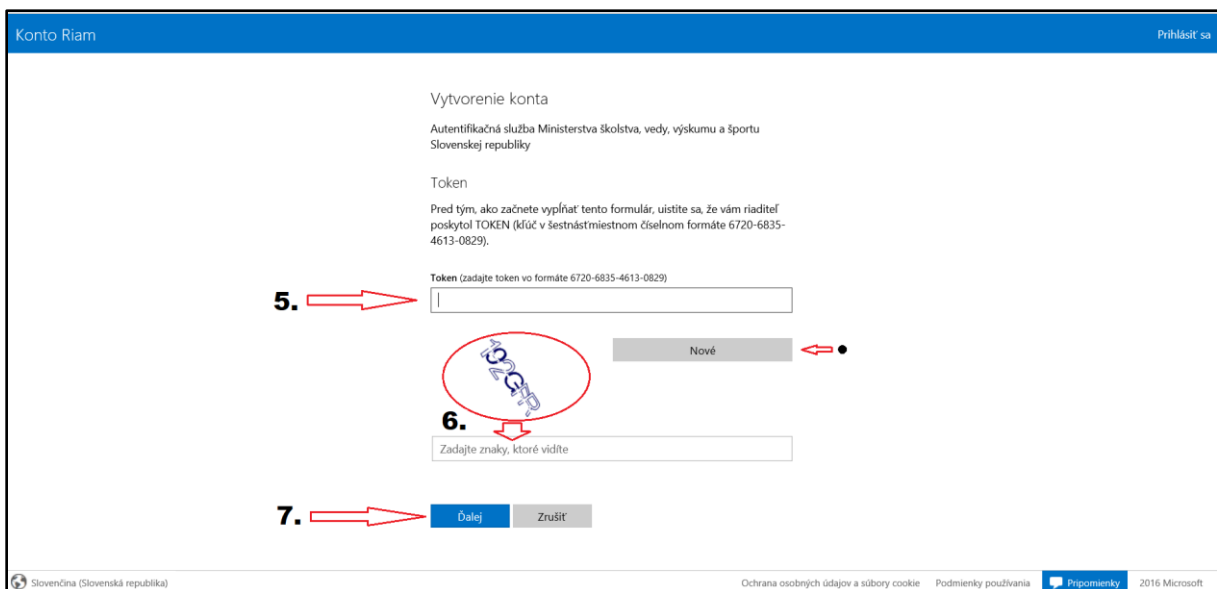 Konto Riam
Prihlásiť sa
Vytvorenie konta
Autentifikačná služba Ministerstva školstva, vedy, výskumu a športu
Slovenskej republiky
Token
Pred tým, ako začnete vypĺňať tento formulár, uistite sa, že vám riaditeľ
poskytol TOKEN (kľúč v šestnásťmiestnom číselnom formáte 6720-6835-
4613-0829).
Token (zadajte token vo formáte 6720-6835-4613-0829)
5.
Nové
6.
Zadajte znaky, ktoré vidíte
7.
Ďalej
Zrušiť
Slovenčina (Slovenská republika)
Ochrana osobných údajov a súbory cookie
Podmienky používania
Pripomienky
2016 Microsoft